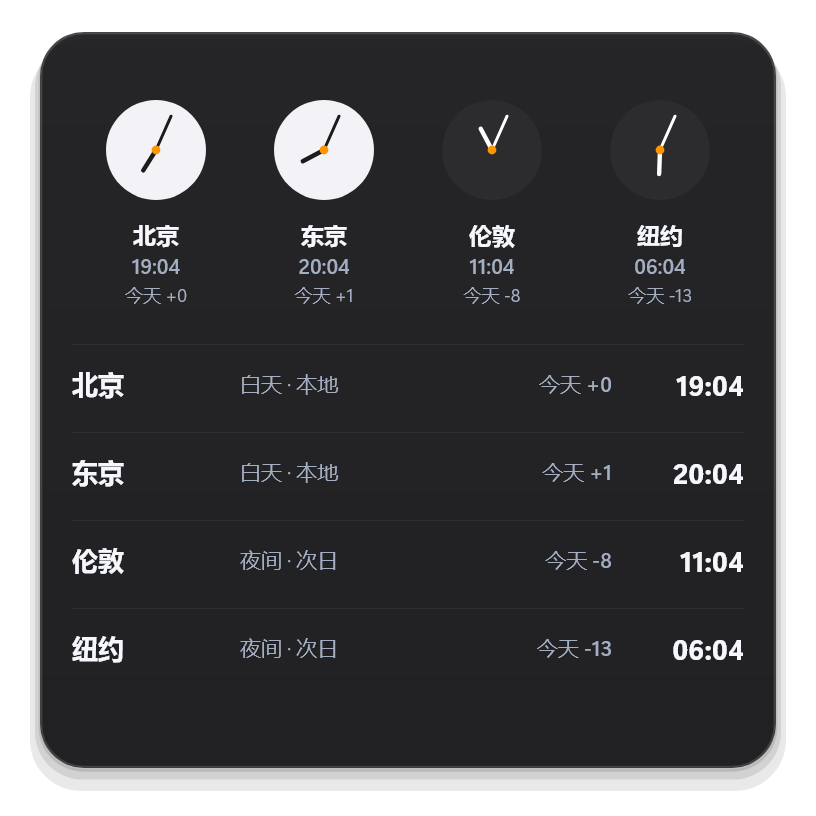 北京 东京 伦敦 纽约
19:04 20:04 11:04 06:04
今天 +0 今天 +1 今天 -8 今天 -13
北京 白天 · 本地 今天 +0 19:04
东京 白天 · 本地 今天 +1 20:04
伦敦 夜间 · 次日 今天 -8 11:04
纽约 夜间 · 次日 今天 -13 06:04